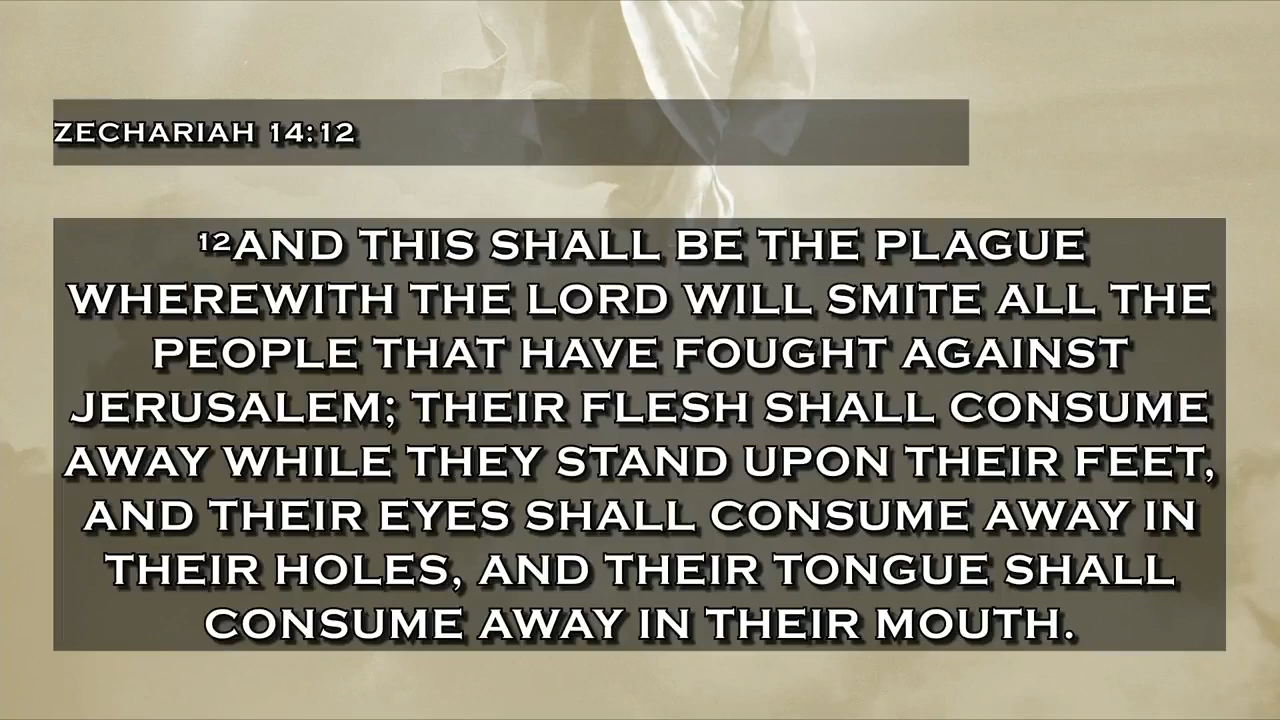 ZECHARIAH 14:12
12AND THIS SHALL BE THE PLAGUE
WHEREWITH THE LORD WILL SMITE ALL THE
PEOPLE THAT HAVE FOUGHT AGAINST
JERUSALEM; THEIR FLESH SHALL CONSUME
AWAY WHILE THEY STAND UPON THEIR FEET,
AND THEIR EYES SHALL CONSUME AWAY IN
THEIR HOLES, AND THEIR TONGUE SHALL
CONSUME AWAY IN THEIR MOUTH.